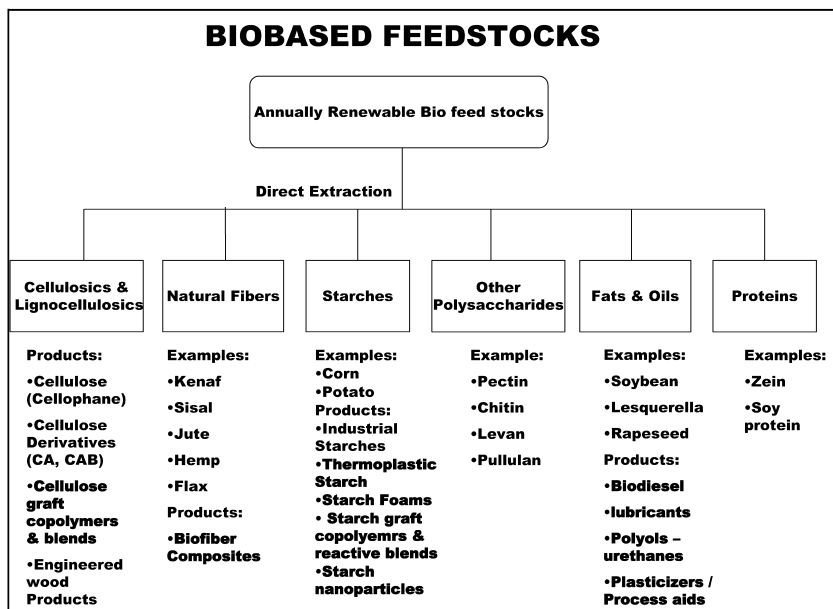 BIOBASED FEEDSTOCKS
Annually Renewable Bio feed stocks
Direct Extraction
Cellulosics &
Lignocellulosics
Products:
•Cellulose
(Cellophane)
•Cellulose
Derivatives
(CA, CAB)
•Cellulose
graft
copolymers
& blends
•Engineered
wood
Products
Natural Fibers
Examples:
•Kenaf
•Sisal
•Jute
•Hemp
•Flax
Products:
•Biofiber
Composites
Starches
Examples:
•Corn
•Potato
Products:
•Industrial
Starches
•Thermoplastic
Starch
•Starch Foams
• Starch graft
copolyemrs &
reactive blends
•Starch
nanoparticles
Other
Polysaccharides
Example:
•Pectin
•Chitin
•Levan
•Pullulan
Fats & Oils
Examples:
•Soybean
•Lesquerella
•Rapeseed
Products:
•Biodiesel
•lubricants
•Polyols –
urethanes
•Plasticizers /
Process aids
Proteins
Examples:
•Zein
•Soy
protein